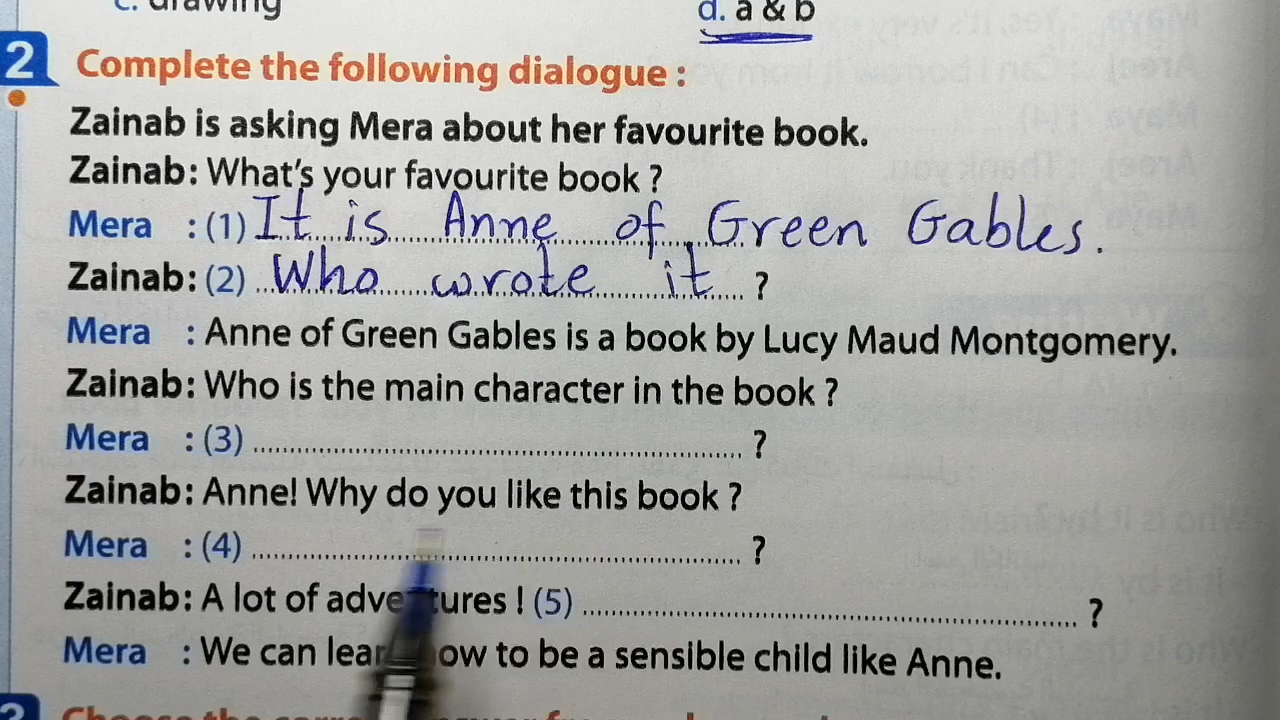 c. drawing d. a & b
2 Complete the following dialogue :
Zainab is asking Mera about her favourite book.
Zainab: What's your favourite book ?
Mera : (1) It is Anne of Green Gables.
Zainab: (2) Who wrote it ?
Mera : Anne of Green Gables is a book by Lucy Maud Montgomery.
Zainab: Who is the main character in the book ?
Mera : (3) ........................................ ?
Zainab: Anne! Why do you like this book ?
Mera : (4) ........................................ ?
Zainab: A lot of adventures ! (5) ........................................ ?
Mera : We can learn how to be a sensible child like Anne.